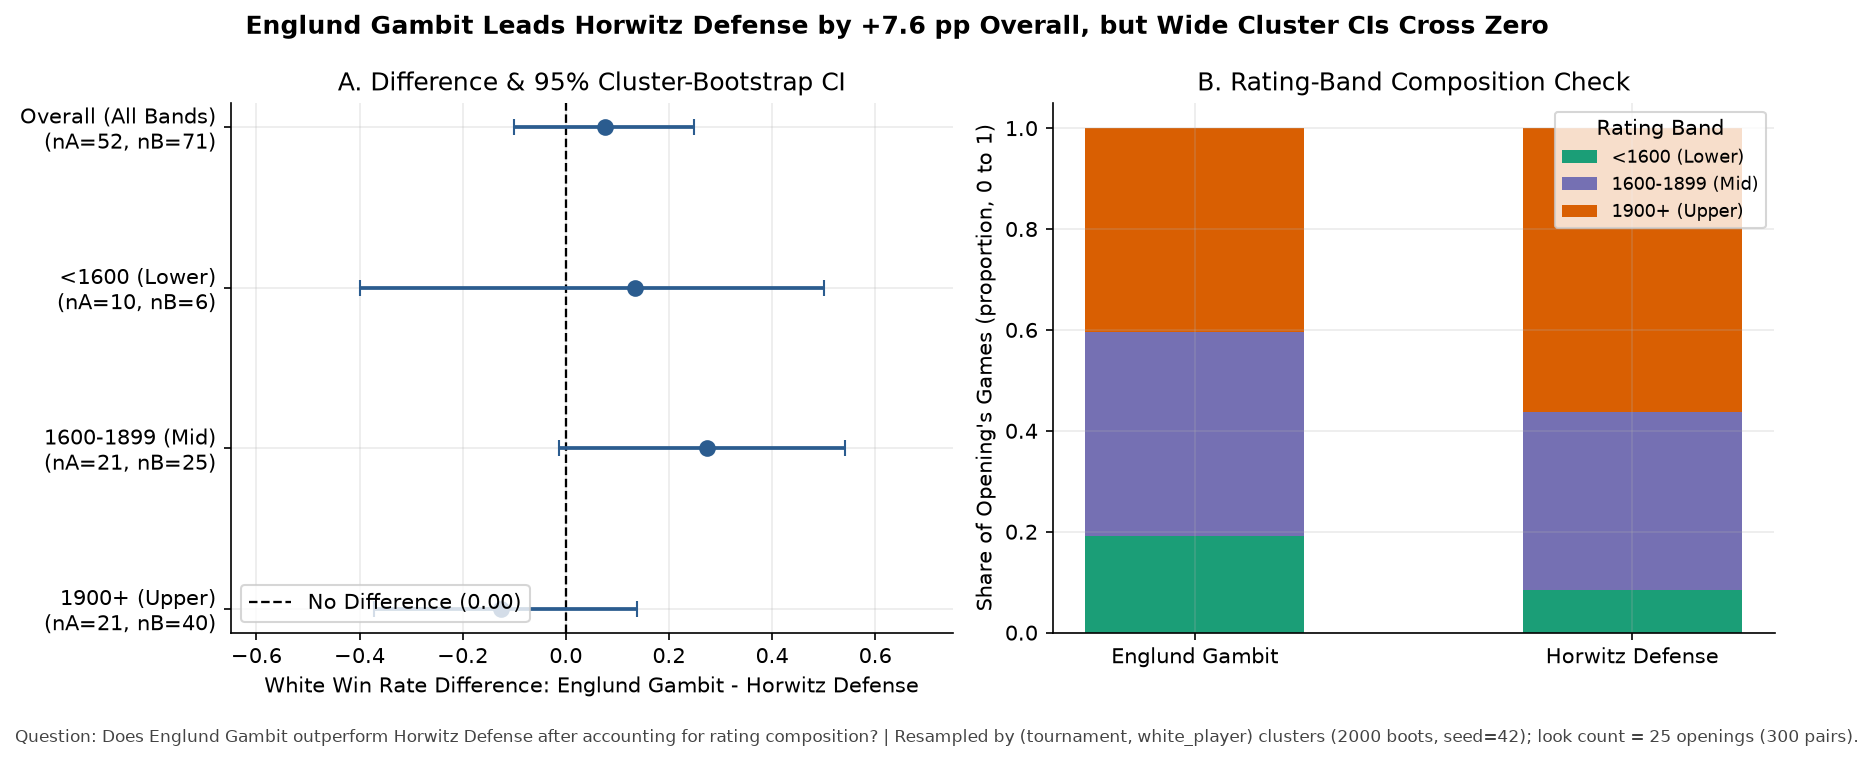 Englund Gambit Leads Horwitz Defense by +7.6 pp Overall, but Wide Cluster CIs Cross Zero
A. Difference & 95% Cluster-Bootstrap CI
Overall (All Bands)
(nA=52, nB=71)
<1600 (Lower)
(nA=10, nB=6)
1600-1899 (Mid)
(nA=21, nB=25)
1900+ (Upper)
(nA=21, nB=40)
No Difference (0.00)
−0.6
−0.4
−0.2
0.0
0.2
0.4
0.6
White Win Rate Difference: Englund Gambit - Horwitz Defense
B. Rating-Band Composition Check
Share of Opening's Games (proportion, 0 to 1)
1.0
0.8
0.6
0.4
0.2
0.0
Rating Band
<1600 (Lower)
1600-1899 (Mid)
1900+ (Upper)
Englund Gambit
Horwitz Defense
Question: Does Englund Gambit outperform Horwitz Defense after accounting for rating composition? | Resampled by (tournament, white_player) clusters (2000 boots, seed=42); look count = 25 openings (300 pairs).